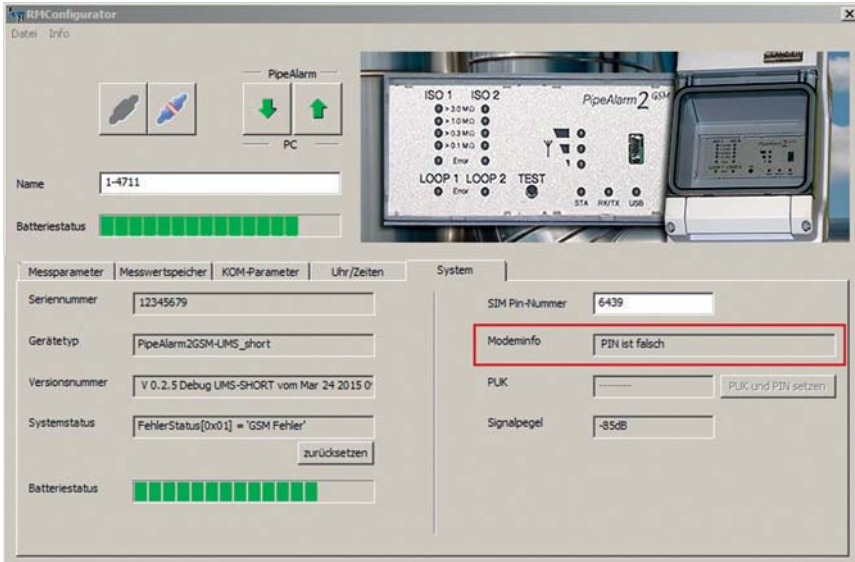 RMConfigurator
Datei Info
PipeAlarm
PC
Name
1-4711
Batteriestatus
ISO 1 ISO 2
> 3.0 MΩ
> 1.0 MΩ
> 0.3 MΩ
> 0.1 MΩ
Error
LOOP 1 LOOP 2 TEST
Error
PipeAlarm 2 GSM
STA RX/TX USB
Messparameter Messwertspeicher KOM-Parameter Uhr/Zeiten System
Seriennummer 12345679
Gerätetyp PipeAlarm2GSM-UMS_short
Versionsnummer V 0.2.5 Debug UMS-SHORT vom Mar 24 2015 0
Systemstatus FehlerStatus[0x01] = 'GSM Fehler'
zurücksetzen
Batteriestatus
SIM Pin-Nummer 6439
Modeminfo PIN ist falsch
PUK -------- PUK und PIN setzen
Signalpegel -85dB